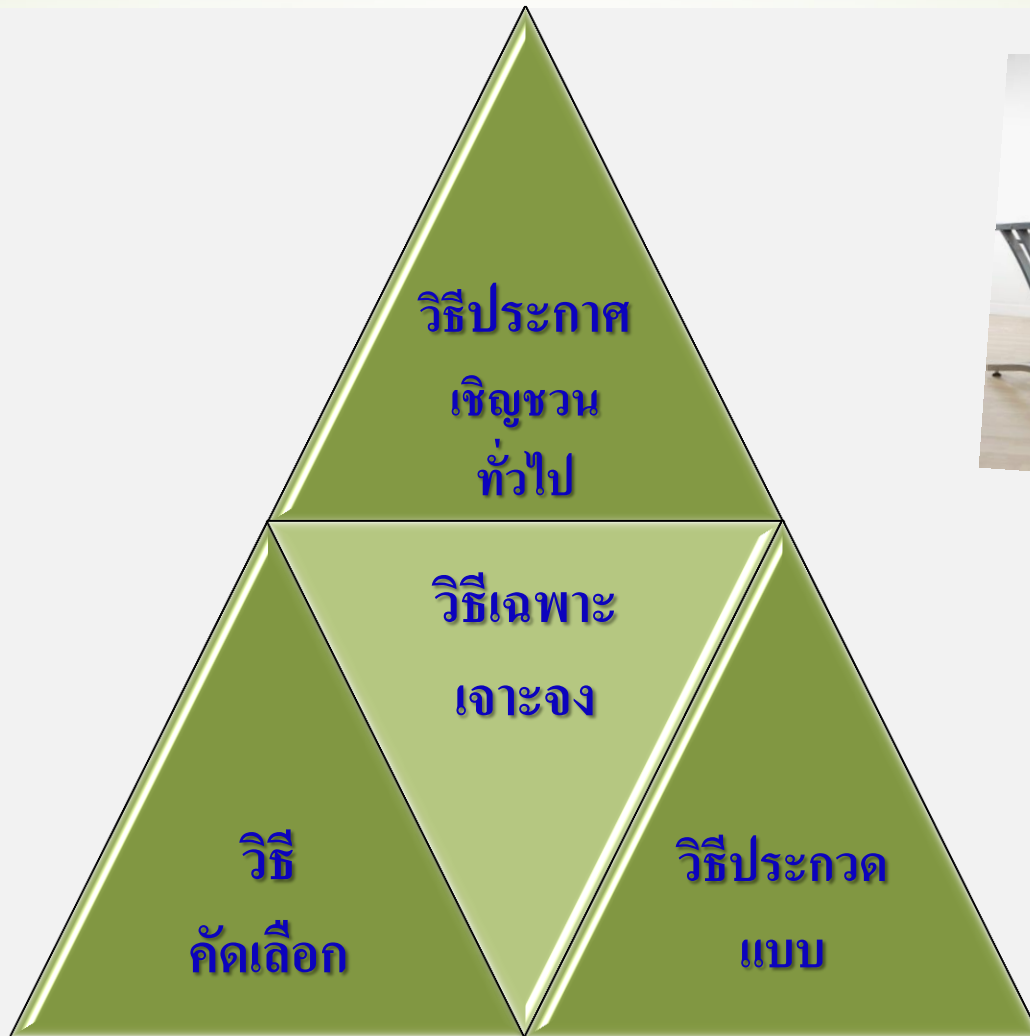 วิธีประกาศ
เชิญชวน
ทั่วไป
วิธีเฉพาะ
เจาะจง
วิธี
คัดเลือก
วิธีประกวด
แบบ